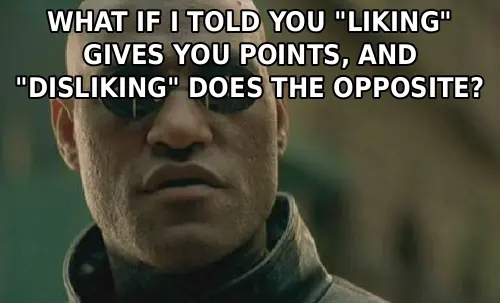 WHAT IF I TOLD YOU "LIKING"
GIVES YOU POINTS, AND
"DISLIKING" DOES THE OPPOSITE?